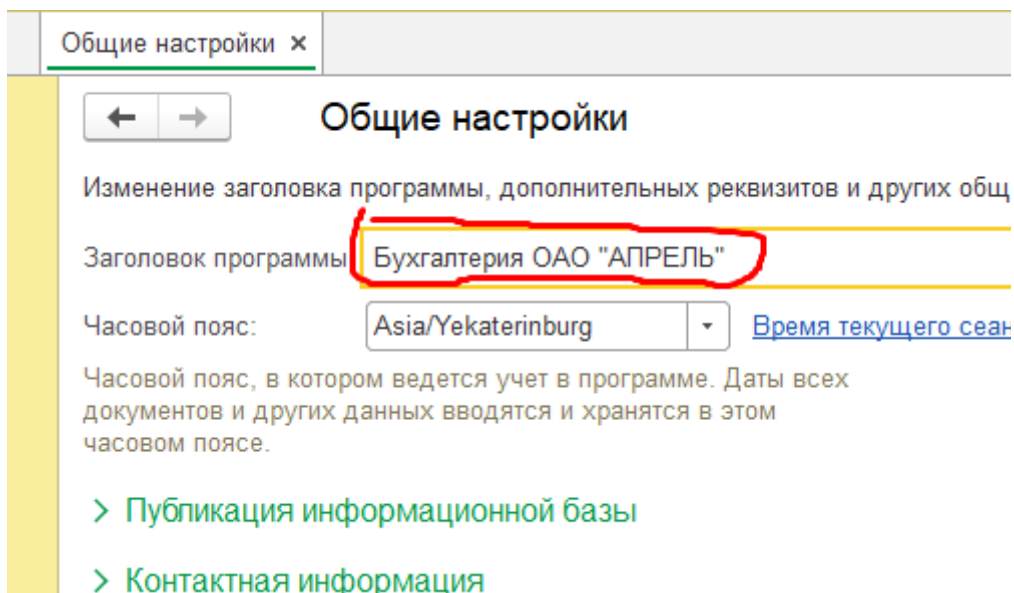 Общие настройки ×
Общие настройки
Изменение заголовка программы, дополнительных реквизитов и других общ
Заголовок программы Бухгалтерия ОАО "АПРЕЛЬ"
Часовой пояс: Asia/Yekaterinburg Время текущего сеан
Часовой пояс, в котором ведется учет в программе. Даты всех
документов и других данных вводятся и хранятся в этом
часовом поясе.
Публикация информационной базы
Контактная информация